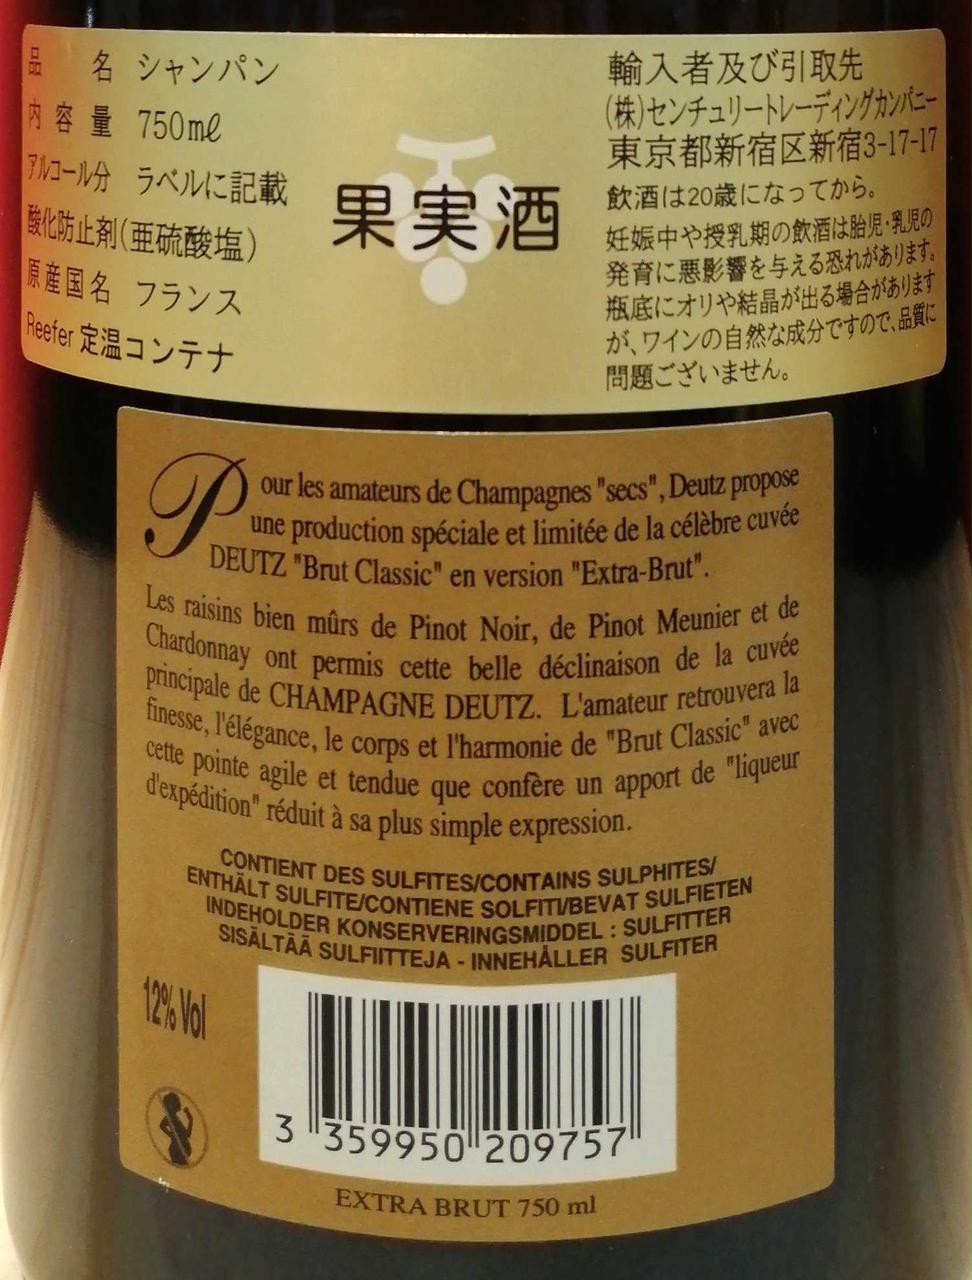 品名 シャンパン
内容量 750mℓ
アルコール分 ラベルに記載
酸化防止剤(亜硫酸塩)
原産国名 フランス
Reefer 定温コンテナ
果実酒
輸入者及び引取先
(株)センチュリートレーディングカンパニー
東京都新宿区新宿3-17-17
飲酒は20歳になってから。
妊娠中や授乳期の飲酒は胎児・乳児の
発育に悪影響を与える恐れがあります。
瓶底にオリや結晶が出る場合があります
が、ワインの自然な成分ですので、品質に
問題ございません。
Pour les amateurs de Champagnes "secs", Deutz propose
une production spéciale et limitée de la célèbre cuvée
DEUTZ "Brut Classic" en version "Extra-Brut".
Les raisins bien mûrs de Pinot Noir, de Pinot Meunier et de
Chardonnay ont permis cette belle déclinaison de la cuvée
principale de CHAMPAGNE DEUTZ. L'amateur retrouvera la
finesse, l'élégance, le corps et l'harmonie de "Brut Classic" avec
cette pointe agile et tendue que confère un apport de "liqueur
d'expédition" réduit à sa plus simple expression.
CONTIENT DES SULFITES/CONTAINS SULPHITES/
ENTHÄLT SULFITE/CONTIENE SOLFITI/BEVAT SULFIETEN
INDEHOLDER KONSERVERINGSMIDDEL : SULFITTER
SISÄLTÄÄ SULFIITTEJA - INNEHÅLLER SULFITER
12% Vol
3 359950 209757
EXTRA BRUT 750 ml